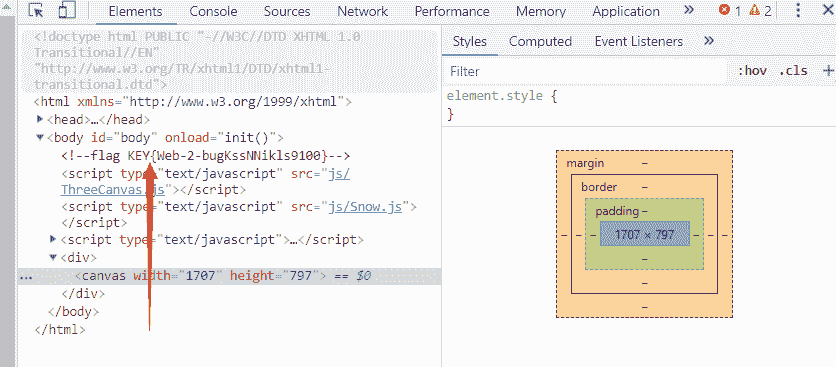 Elements Console Sources Network Performance Memory Application » 1 2
<!doctype html PUBLIC "-//W3C//DTD XHTML 1.0
Transitional//EN"
"http://www.w3.org/TR/xhtml1/DTD/xhtml1-
transitional.dtd">
<html xmlns="http://www.w3.org/1999/xhtml">
<head>…</head>
<body id="body" onload="init()">
<!--flag KEY{Web-2-bugKssNNikls9100}-->
<script type="text/javascript" src="js/
ThreeCanvas.js"></script>
<script type="text/javascript" src="js/Snow.js">
</script>
<script type="text/javascript">…</script>
<div>
… <canvas width="1707" height="797"> == $0
</div>
</body>
</html>
Styles Computed Event Listeners »
Filter :hov .cls +
element.style {
}
margin –
border –
padding –
– – – 1707 × 797 – – –
–
–
–